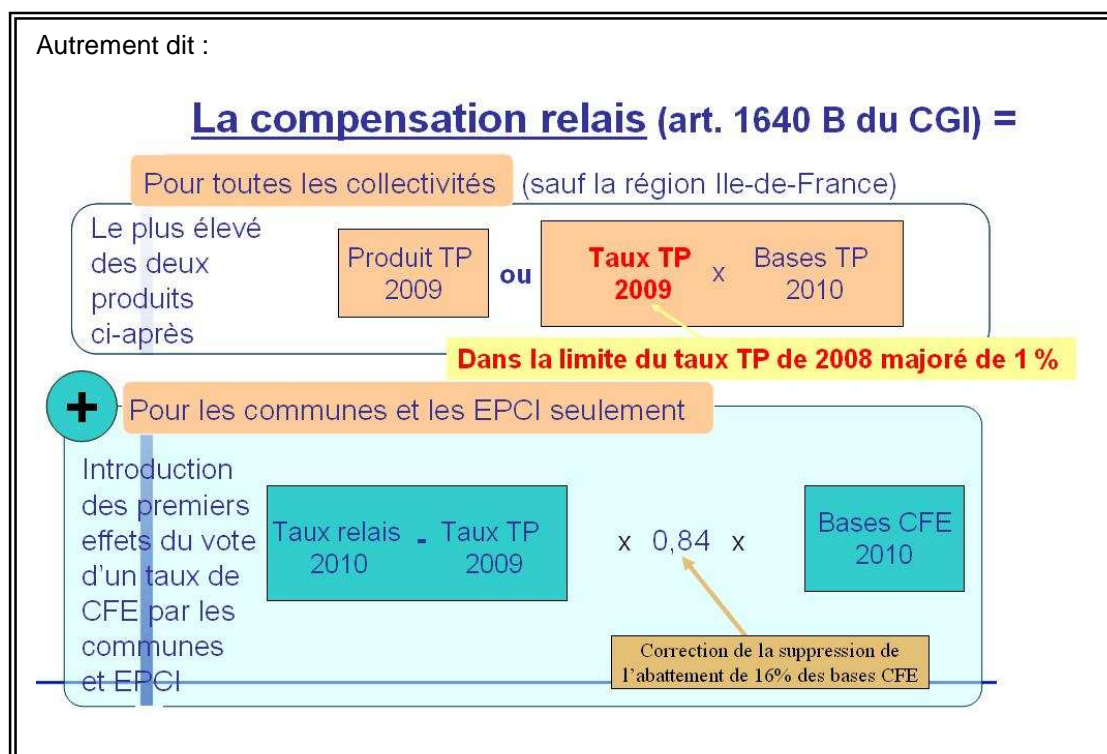 Autrement dit :
La compensation relais (art. 1640 B du CGI) =
Pour toutes les collectivités (sauf la région Ile-de-France)
Le plus élevé
des deux
produits
ci-après
Produit TP
2009
ou
Taux TP
2009
x
Bases TP
2010
Dans la limite du taux TP de 2008 majoré de 1 %
+
Pour les communes et les EPCI seulement
Introduction
des premiers
effets du vote
d'un taux de
CFE par les
communes
et EPCI
Taux relais
2010
-
Taux TP
2009
x 0,84 x
Bases CFE
2010
Correction de la suppression de
l'abattement de 16% des bases CFE